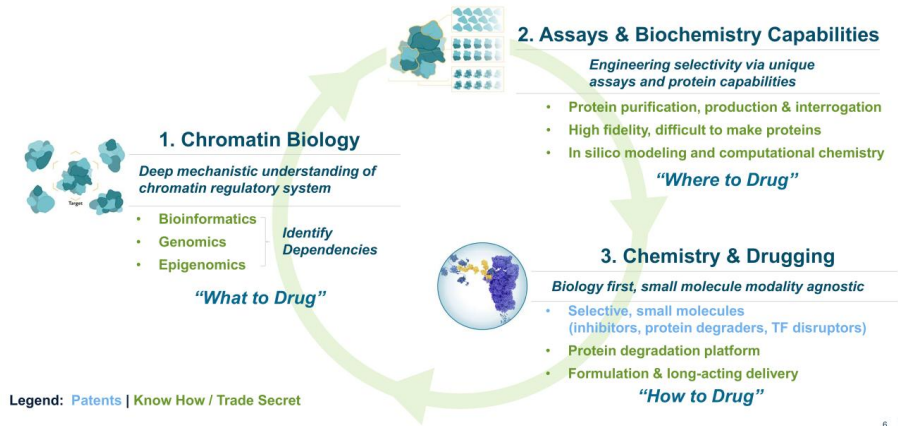 2. Assays & Biochemistry Capabilities
Engineering selectivity via unique
assays and protein capabilities
• Protein purification, production & interrogation
• High fidelity, difficult to make proteins
• In silico modeling and computational chemistry
“Where to Drug”
1. Chromatin Biology
Deep mechanistic understanding of
chromatin regulatory system
Target
• Bioinformatics
• Genomics
• Epigenomics
Identify
Dependencies
“What to Drug”
3. Chemistry & Drugging
Biology first, small molecule modality agnostic
• Selective, small molecules
(inhibitors, protein degraders, TF disruptors)
• Protein degradation platform
• Formulation & long-acting delivery
“How to Drug”
Legend: Patents | Know How / Trade Secret
6